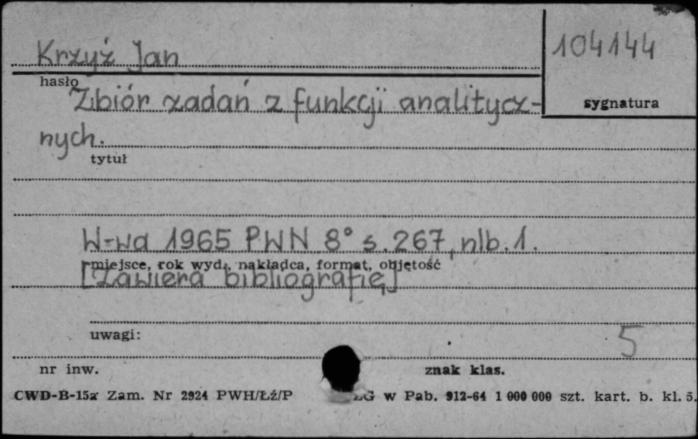 Krzyż Jan
104144
hasło
sygnatura
Zbiór zadań z funkcji analitycz-
nych.
tytuł
W-wa 1965 PWN 8° s. 267, nlb. 1.
miejsce, rok wyd., nakładca, format, objętość
[Zawiera bibliografię]
uwagi:
5
nr inw.
znak klas.
CWD-B-15a Zam. Nr 2924 PWH/Łź/P ŁG w Pab. 912-64 1 000 000 szt. kart. b. kl. 5.